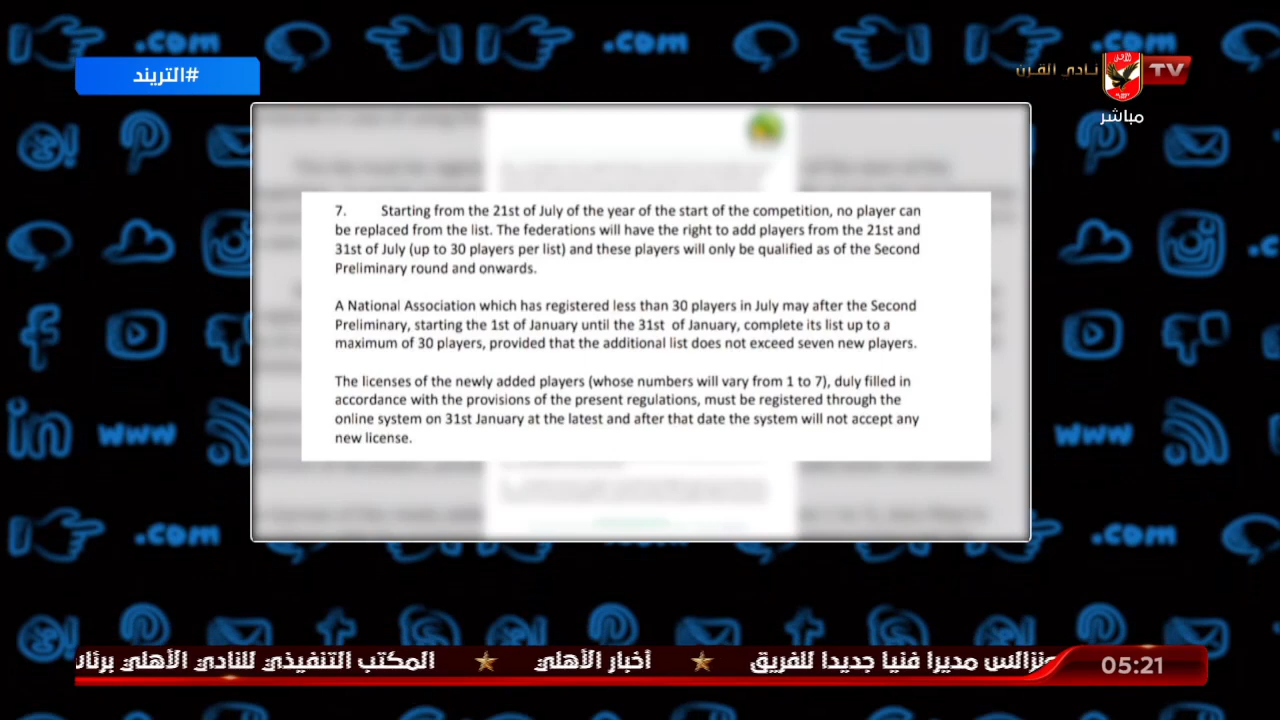 #التريند
نادي القرن
TV
مباشر
7. Starting from the 21st of July of the year of the start of the competition, no player can
be replaced from the list. The federations will have the right to add players from the 21st and
31st of July (up to 30 players per list) and these players will only be qualified as of the Second
Preliminary round and onwards.
A National Association which has registered less than 30 players in July may after the Second
Preliminary, starting the 1st of January until the 31st of January, complete its list up to a
maximum of 30 players, provided that the additional list does not exceed seven new players.
The licenses of the newly added players (whose numbers will vary from 1 to 7), duly filled in
accordance with the provisions of the present regulations, must be registered through the
online system on 31st January at the latest and after that date the system will not accept any
new license.
.com .com .com
www www
.com .com
مديرا فنيا جديدا للفريق ★ أخبار الأهلي ★ المكتب التنفيذي للنادي الأهلي
05:21